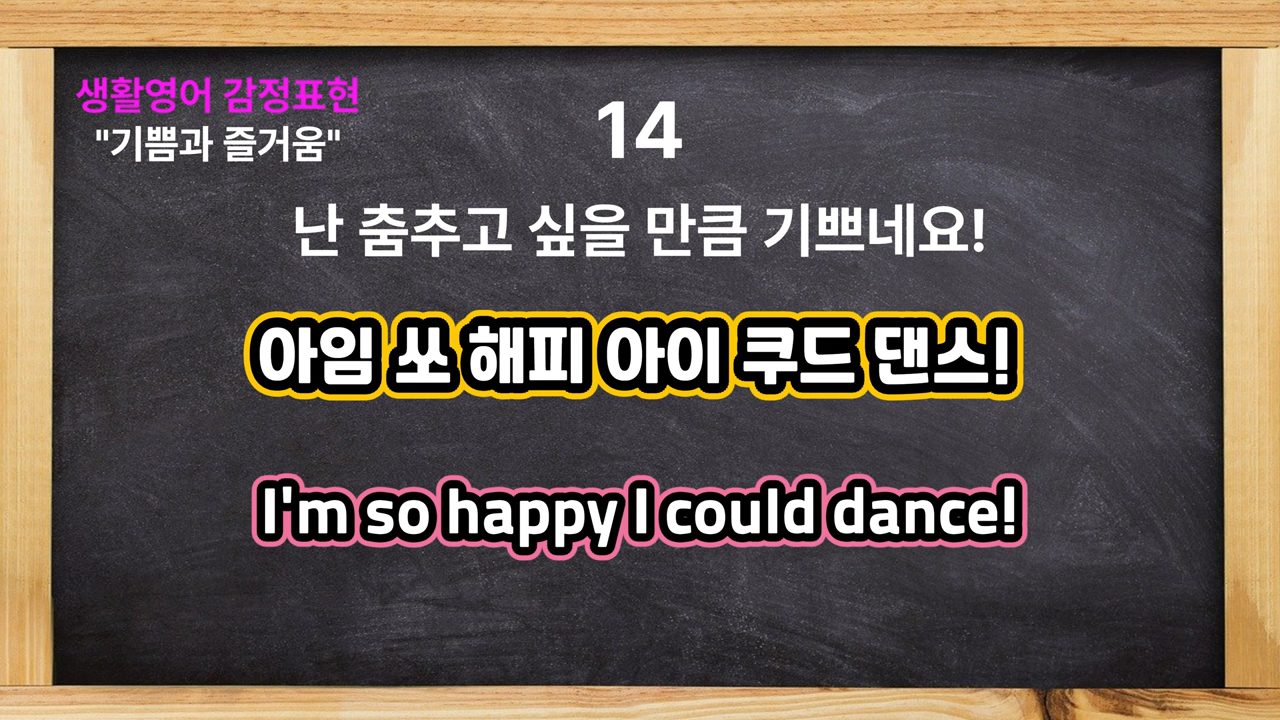 생활영어 감정표현
"기쁨과 즐거움"
14
난 춤추고 싶을 만큼 기쁘네요!
아임 쏘 해피 아이 쿠드 댄스!
I'm so happy I could dance!